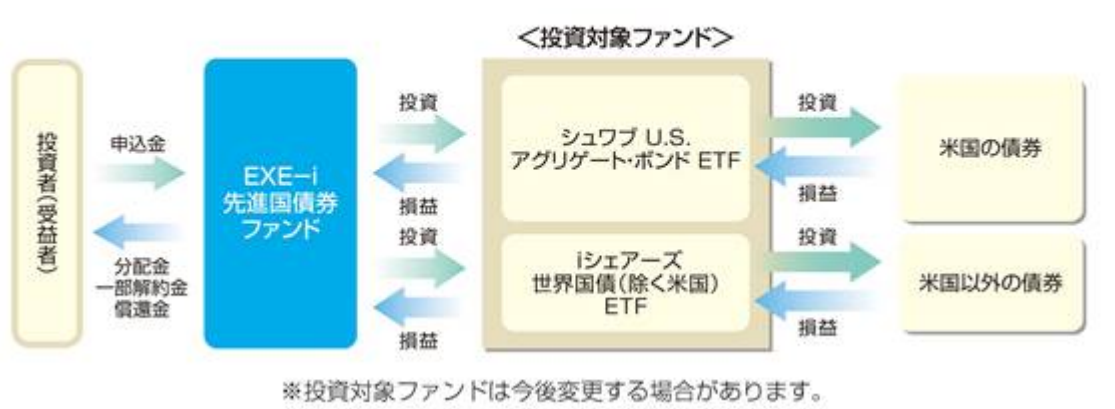 <投資対象ファンド>
投資者(受益者)
申込金
分配金
一部解約金
償還金
EXE-i
先進国債券
ファンド
投資
損益
投資
損益
シュワブ U.S.
アグリゲート・ボンド ETF
iシェアーズ
世界国債(除く米国)
ETF
投資
損益
投資
損益
米国の債券
米国以外の債券
※投資対象ファンドは今後変更する場合があります。